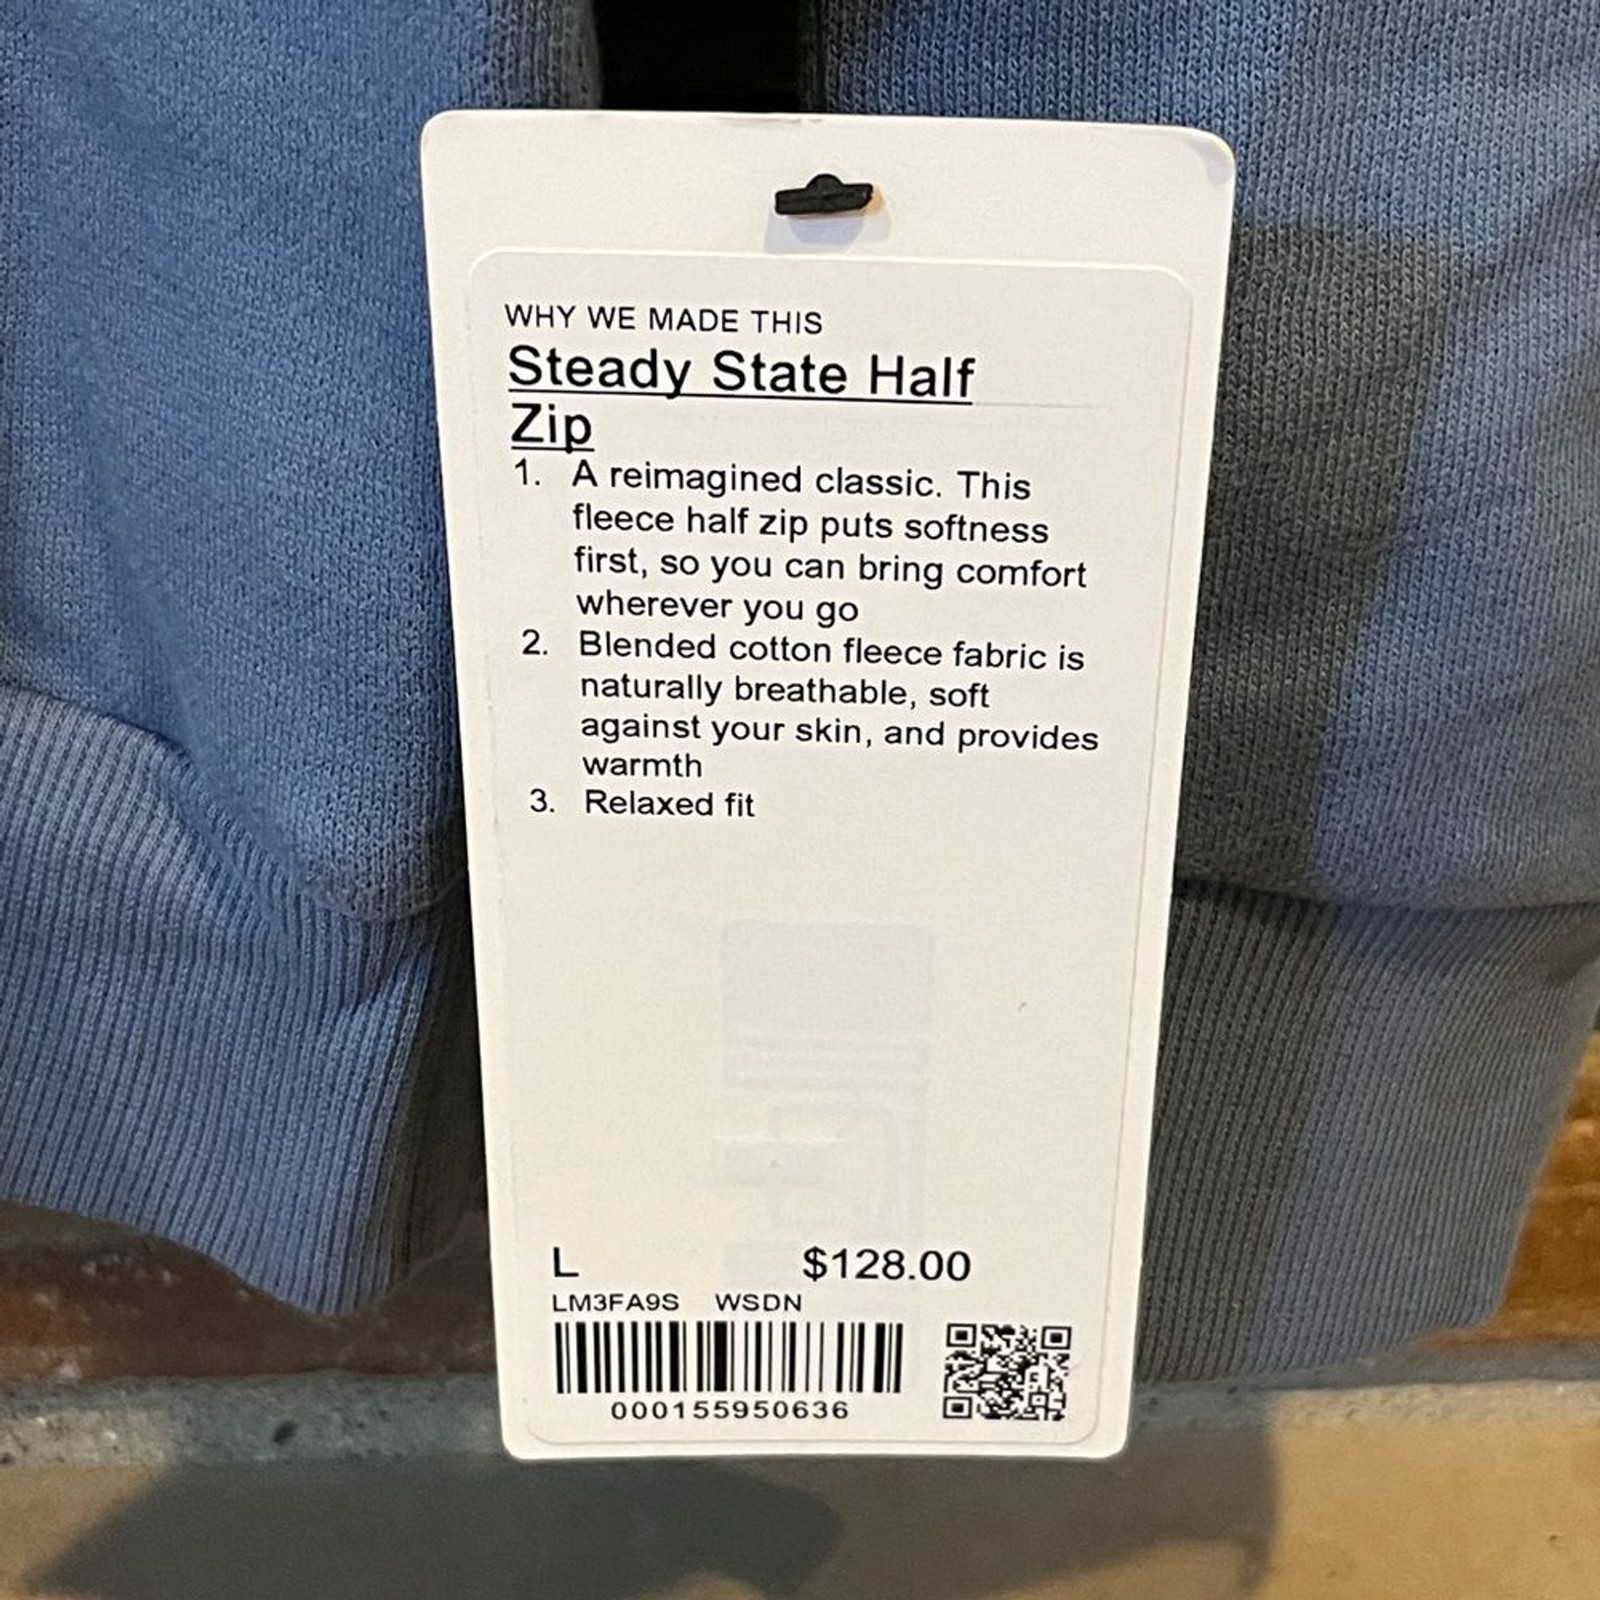 WHY WE MADE THIS
Steady State Half
Zip
1. A reimagined classic. This
fleece half zip puts softness
first, so you can bring comfort
wherever you go
2. Blended cotton fleece fabric is
naturally breathable, soft
against your skin, and provides
warmth
3. Relaxed fit
L $128.00
LM3FA9S WSDN
000155950636